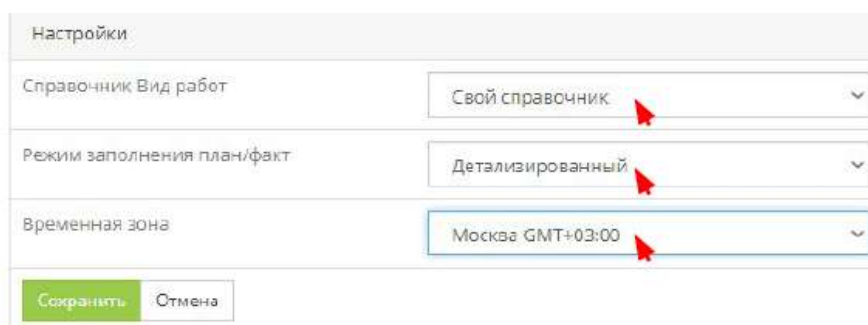 Настройки
Справочник Вид работ
Свой справочник
Режим заполнения план/факт
Детализированный
Временная зона
Москва GMT+03:00
Сохранить Отмена